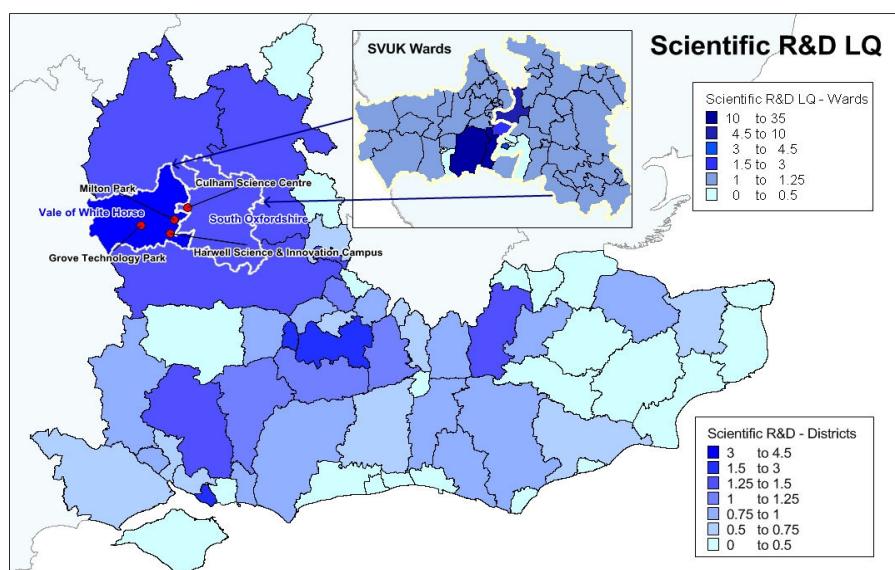 SVUK Wards
Scientific R&D LQ
Scientific R&D LQ - Wards
10 to 35
4.5 to 10
3 to 4.5
1.5 to 3
1 to 1.25
0 to 0.5
Milton Park
Culham Science Centre
Vale of White Horse
South Oxfordshire
Grove Technology Park
Harwell Science & Innovation Campus
Scientific R&D - Districts
3 to 4.5
1.5 to 3
1.25 to 1.5
1 to 1.25
0.75 to 1
0.5 to 0.75
0 to 0.5